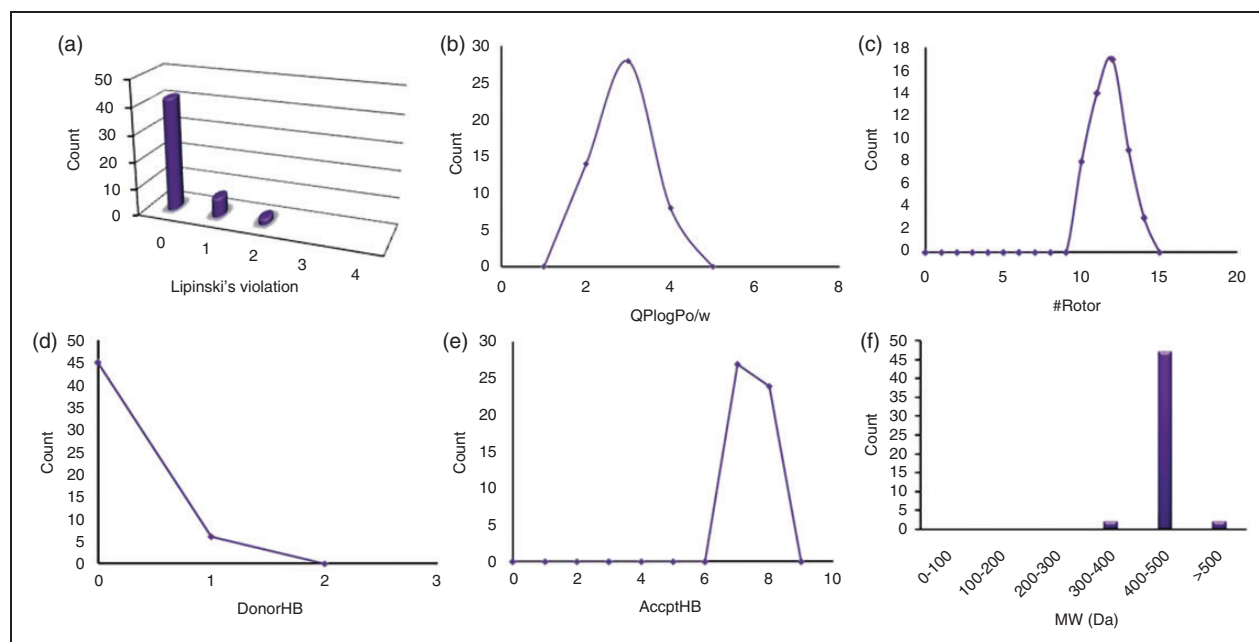 (a)
50
40
30
20
10
0
Count
0 1 2 3 4
Lipinski's violation
(b)
30
25
20
15
10
5
0
Count
0 2 4 6 8
QPlogPo/w
(c)
18
16
14
12
10
8
6
4
2
0
Count
0 5 10 15 20
#Rotor
(d)
50
45
40
35
30
25
20
15
10
5
0
Count
0 1 2 3
DonorHB
(e)
30
25
20
15
10
5
0
Count
0 2 4 6 8 10
AccptHB
(f)
50
45
40
35
30
25
20
15
10
5
0
Count
0-100 100-200 200-300 300-400 400-500 >500
MW (Da)